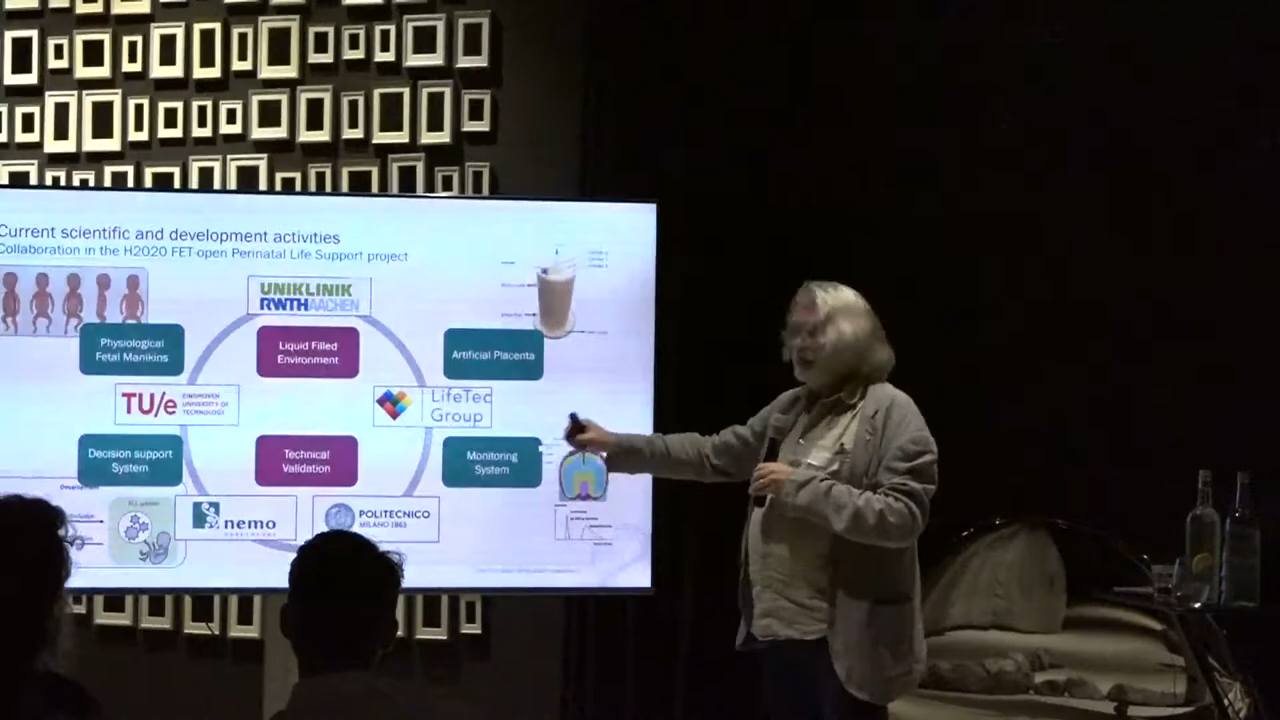 Current scientific and development activities
Collaboration in the H2020 FET-open Perinatal Life Support project
UNIKLINIK
RWTHAACHEN
Physiological
Fetal Manikins
Liquid Filled
Environment
Artificial Placenta
TU/e
EINDHOVEN
UNIVERSITY OF
TECHNOLOGY
LifeTec
Group
Decision support
System
Technical
Validation
Monitoring
System
nemo
POLITECNICO
MILANO 1863